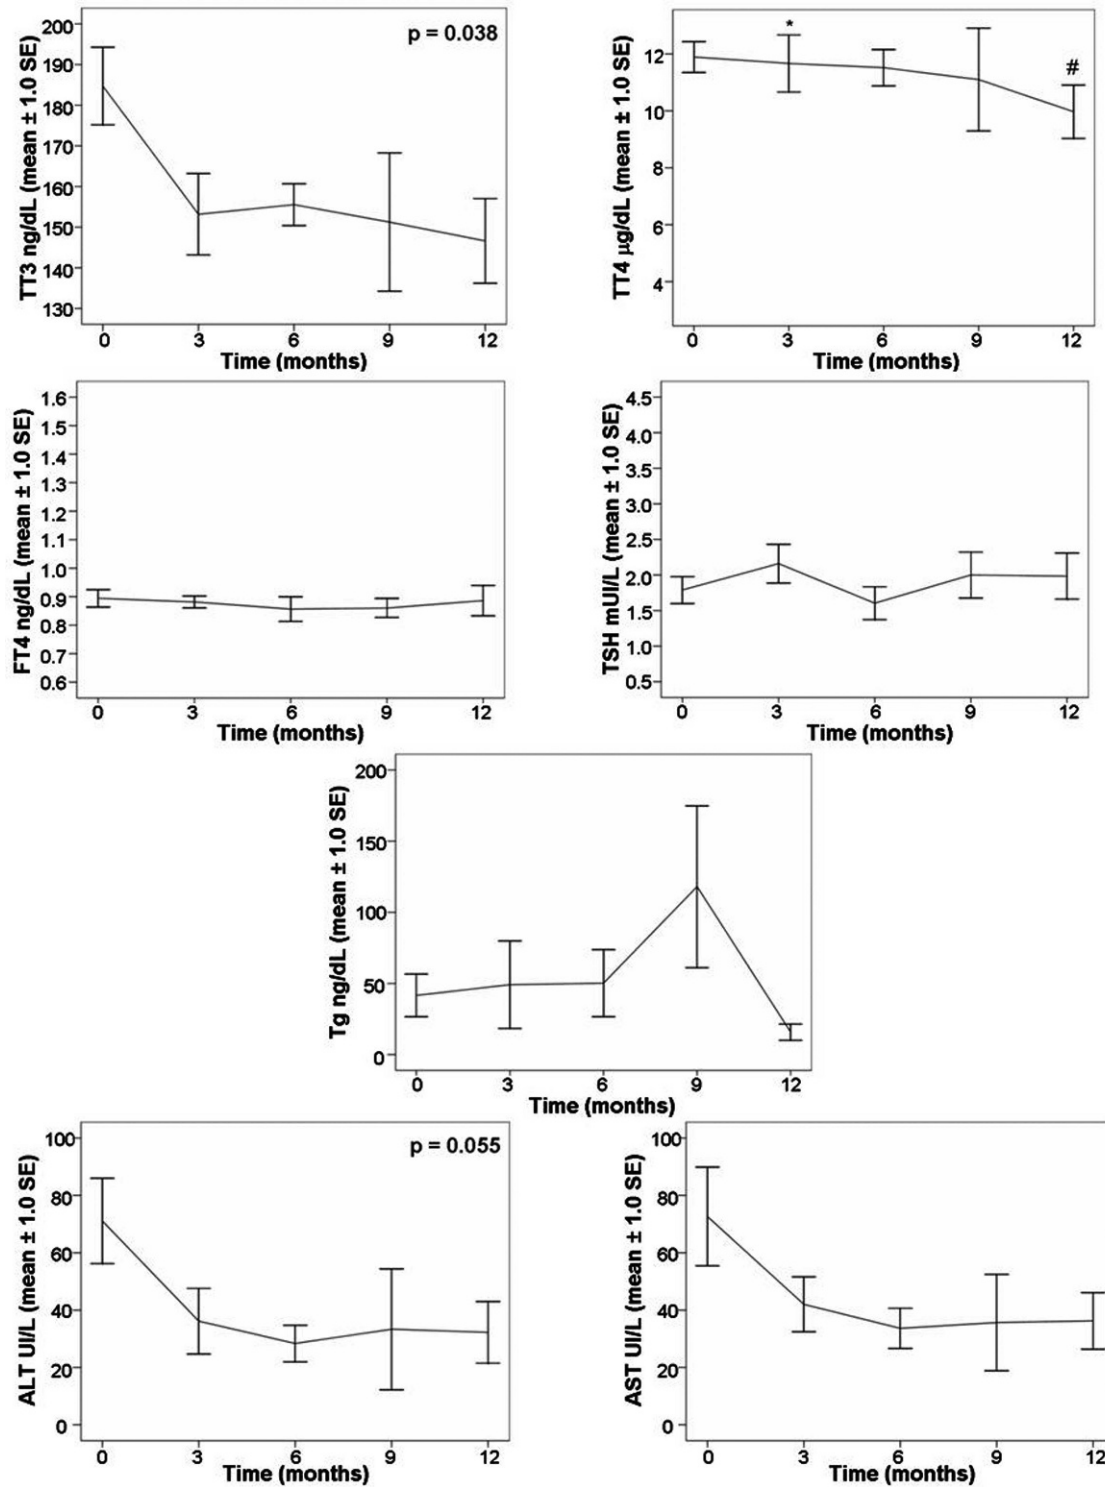 TT3 ng/dL (mean ± 1.0 SE)
200
190
180
170
160
150
140
130
p = 0.038
0 3 6 9 12
Time (months)
TT4 µg/dL (mean ± 1.0 SE)
12
10
8
6
4
*
#
0 3 6 9 12
Time (months)
FT4 ng/dL (mean ± 1.0 SE)
1.6
1.5
1.4
1.3
1.2
1.1
1.0
0.9
0.8
0.7
0.6
0 3 6 9 12
Time (months)
TSH mUI/L (mean ± 1.0 SE)
4.5
4.0
3.5
3.0
2.5
2.0
1.5
1.0
0.5
0 3 6 9 12
Time (months)
Tg ng/dL (mean ± 1.0 SE)
200
150
100
50
0
0 3 6 9 12
Time (months)
ALT UI/L (mean ± 1.0 SE)
100
80
60
40
20
0
p = 0.055
0 3 6 9 12
Time (months)
AST UI/L (mean ± 1.0 SE)
100
80
60
40
20
0
0 3 6 9 12
Time (months)